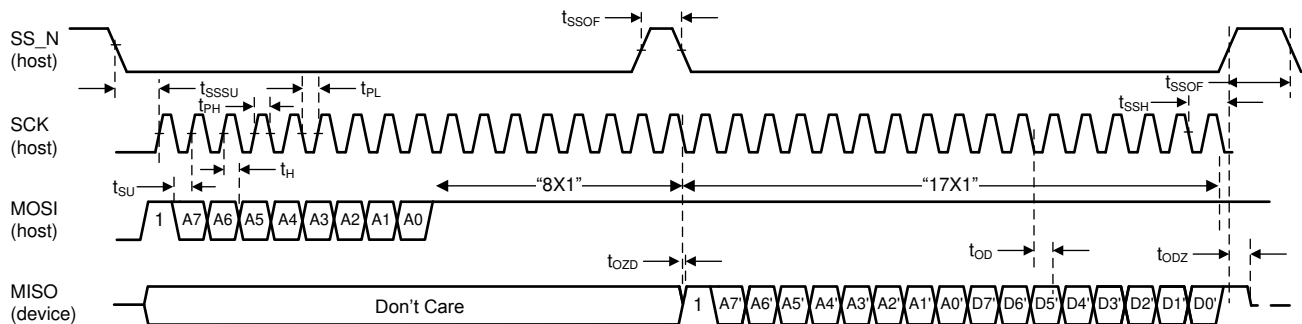 SS_N
(host)
tSSOF
tSSSU
tPH
tPL
tSSH
tSSOF
SCK
(host)
tSU
tH
"8X1"
"17X1"
MOSI
(host)
1 A7 A6 A5 A4 A3 A2 A1 A0
tOZD
tOD
tODZ
MISO
(device)
Don't Care
1 A7' A6' A5' A4' A3' A2' A1' A0' D7' D6' D5' D4' D3' D2' D1' D0'